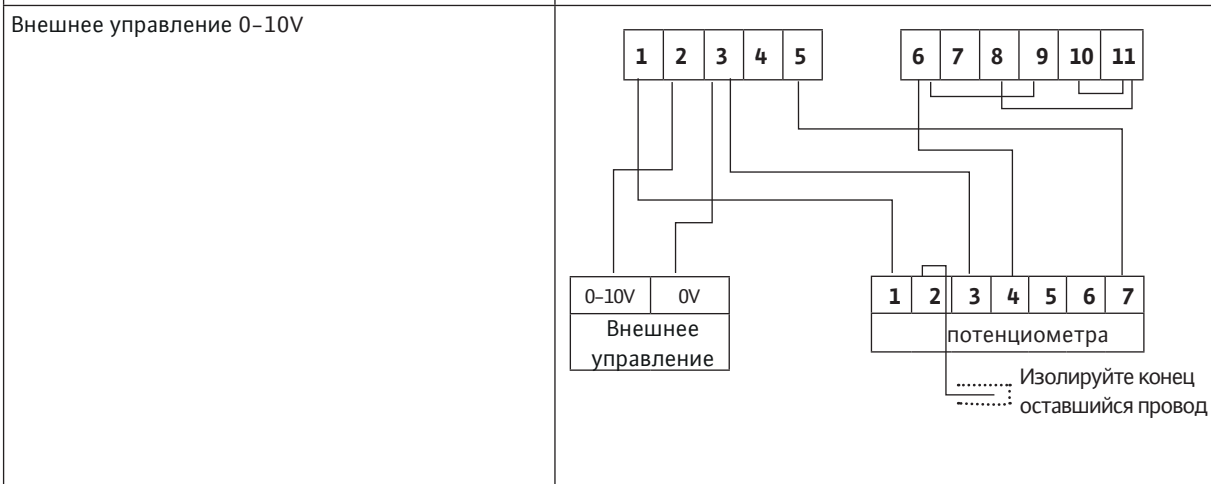 Внешнее управление 0–10V
1 2 3 4 5
6 7 8 9 10 11
0–10V 0V
Внешнее
управление
1 2 3 4 5 6 7
потенциометра
Изолируйте конец
оставшийся провод